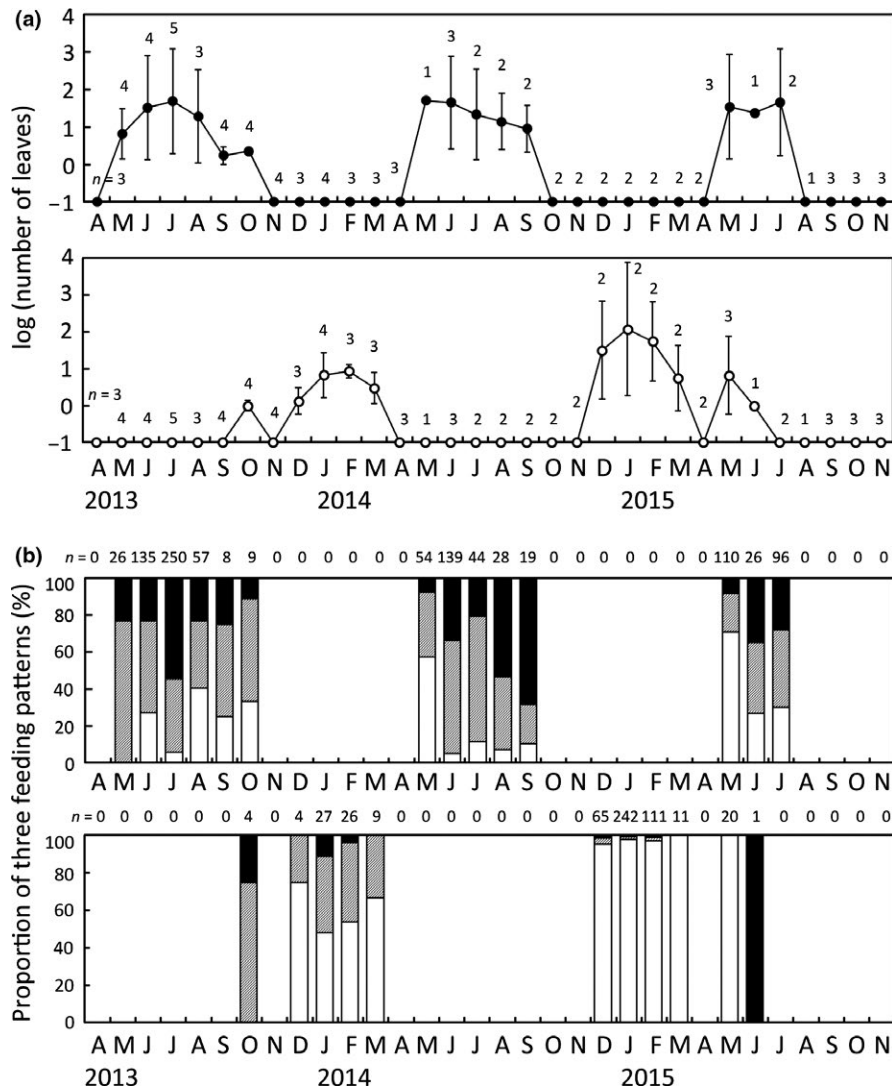 (a)
log (number of leaves)
4
3
2
1
0
−1
n = 3 4 4 5 3 4 4 4 3 4 3 3 3 1 3 2 2 2 2 2 2 2 2 2 3 1 2 1 3 3 3
A M J J A S O N D J F M A M J J A S O N D J F M A M J J A S O N
4
3
2
1
0
−1
n = 3 4 4 5 3 4 4 4 3 4 3 3 3 1 3 2 2 2 2 2 2 2 2 2 2 3 1 2 1 3 3 3
A M J J A S O N D J F M A M J J A S O N D J F M A M J J A S O N
2013 2014 2015
(b)
Proportion of three feeding patterns (%)
n = 0 26 135 250 57 8 9 0 0 0 0 0 0 54 139 44 28 19 0 0 0 0 0 0 0 110 26 96 0 0 0 0
100
80
60
40
20
0
A M J J A S O N D J F M A M J J A S O N D J F M A M J J A S O N
n = 0 0 0 0 0 0 4 0 4 27 26 9 0 0 0 0 0 0 0 0 65 242 111 11 0 20 1 0 0 0 0 0
100
80
60
40
20
0
A M J J A S O N D J F M A M J J A S O N D J F M A M J J A S O N
2013 2014 2015